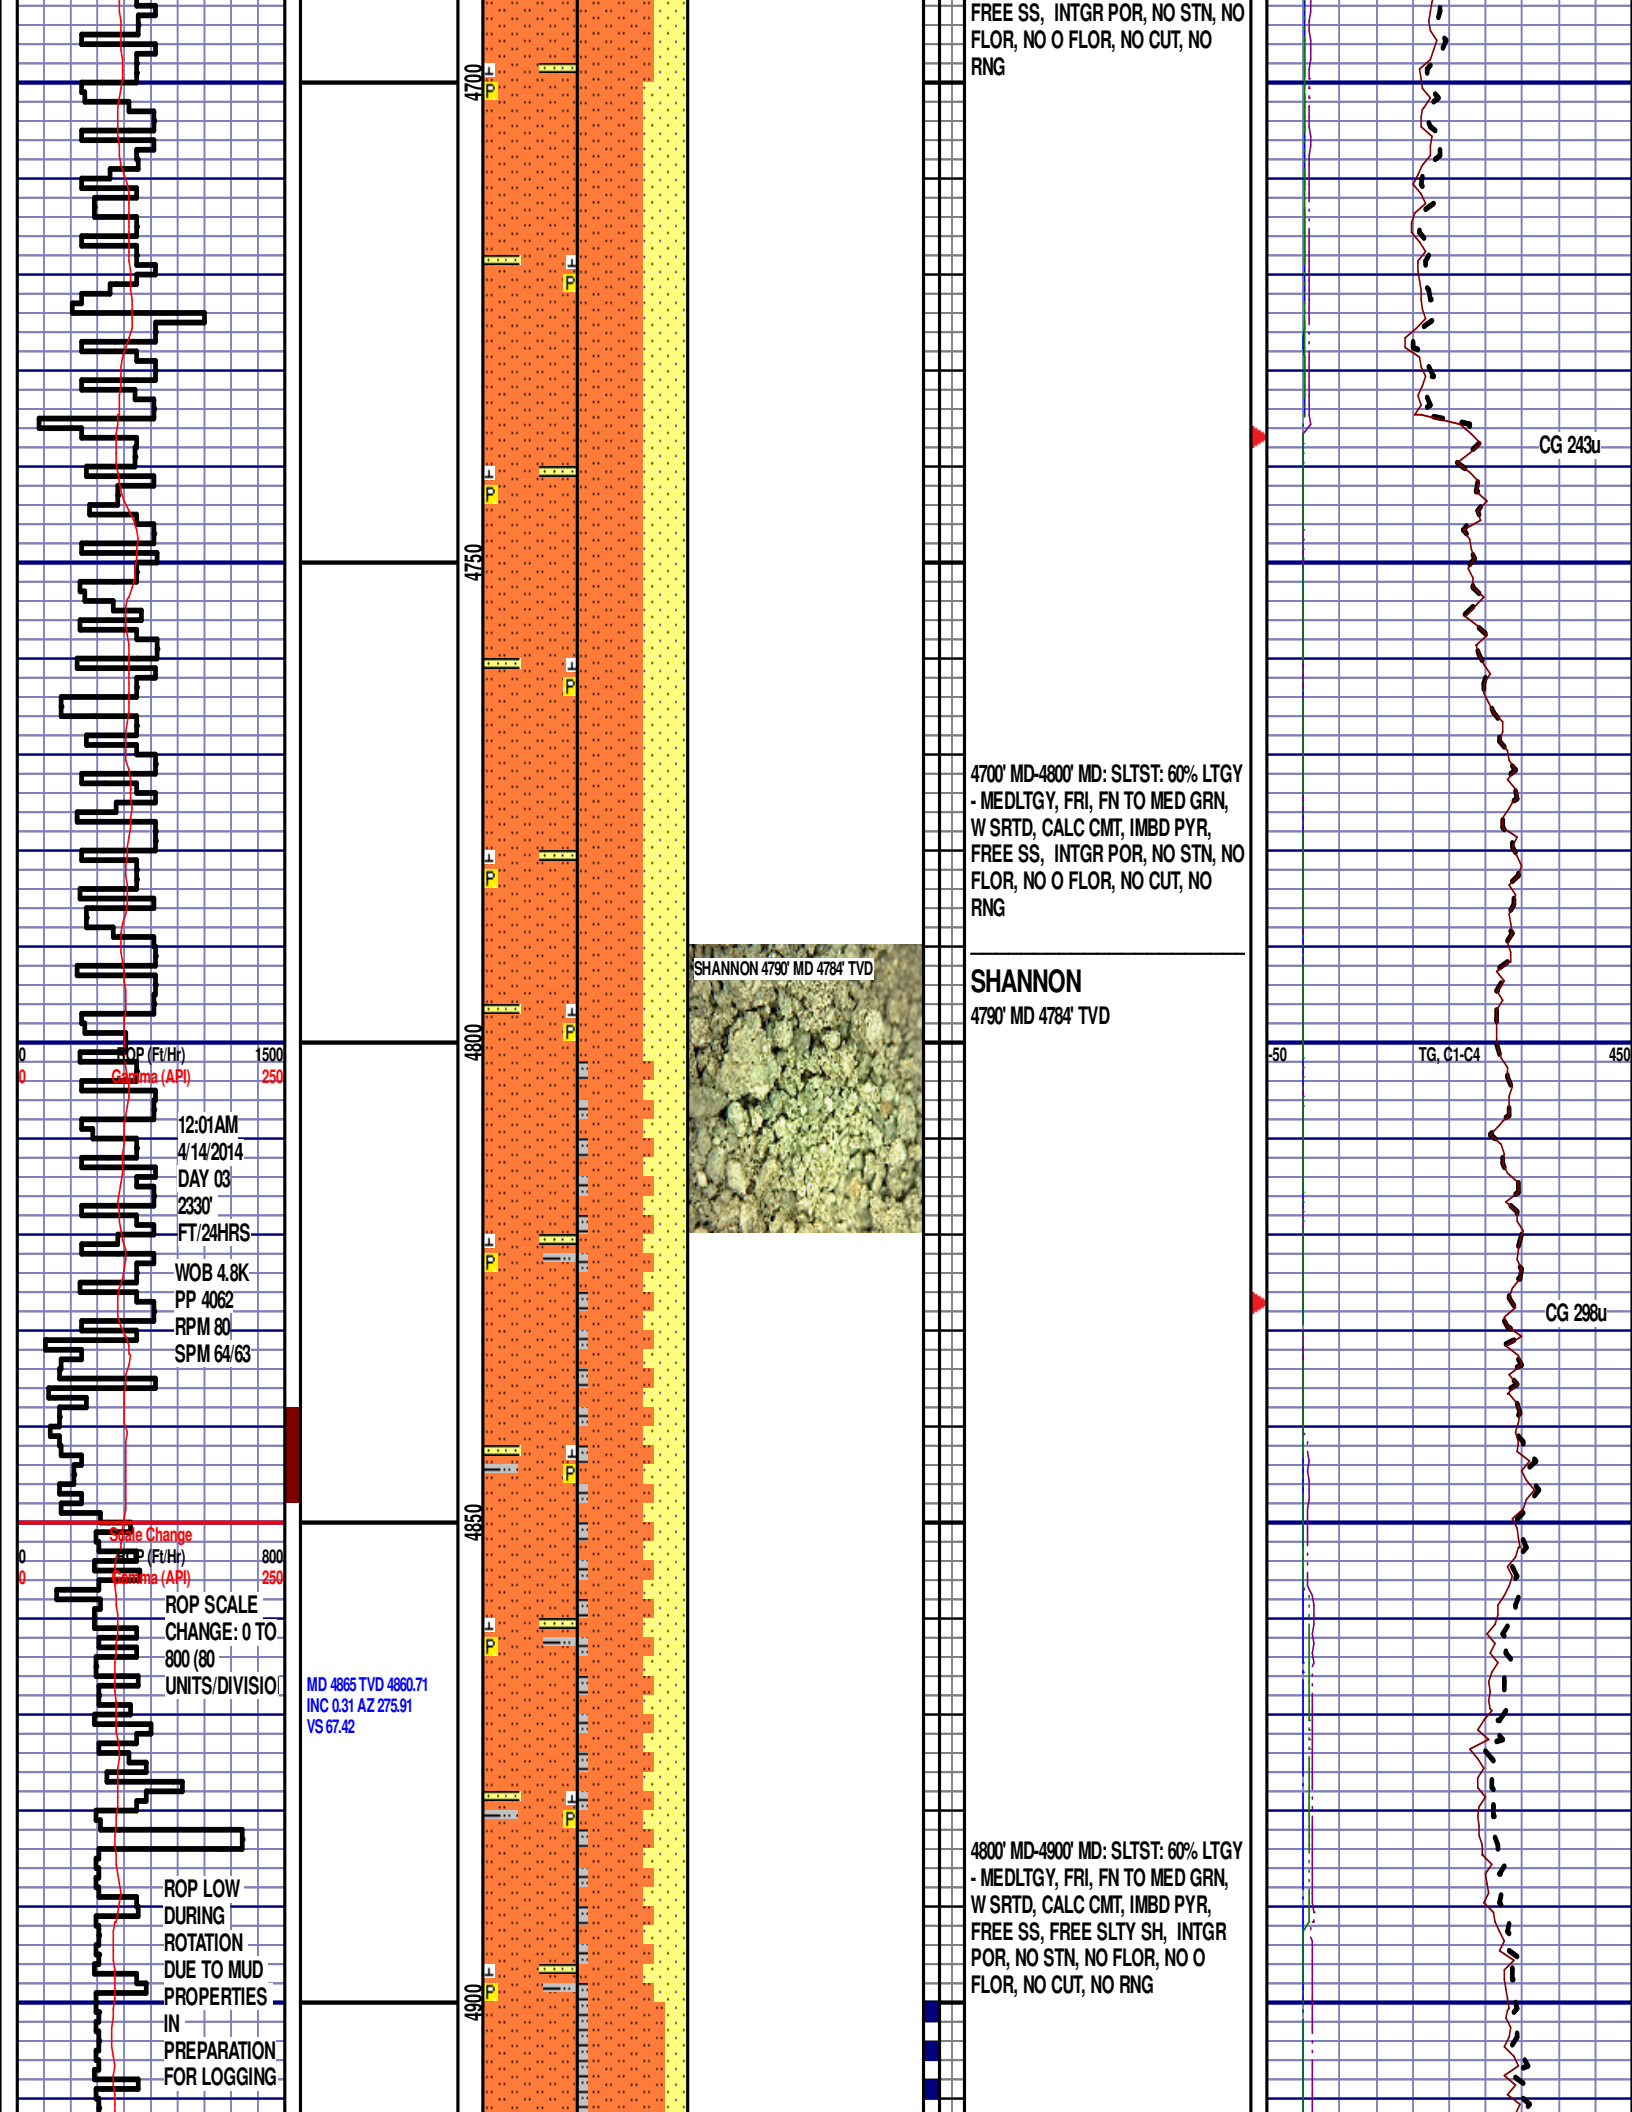 FREE SS, INTGR POR, NO STN, NO
FLOR, NO O FLOR, NO CUT, NO
RNG
4700
P
P
CG 243u
P
4750
P
4700' MD-4800' MD: SLTST: 60% LTGY
- MEDLTGY, FRI, FN TO MED GRN,
W SRTD, CALC CMT, IMBD PYR,
FREE SS, INTGR POR, NO STN, NO
FLOR, NO O FLOR, NO CUT, NO
RNG
P
SHANNON 4790' MD 4784' TVD
SHANNON
4790' MD 4784' TVD
P
4800
0 ROP (Ft/Hr) 1500
0 Gamma (API) 250
-50 TG, C1-C4 450
12:01AM
4/14/2014
DAY 03
2330'
FT/24HRS
WOB 4.8K
PP 4062
RPM 80
SPM 64/63
P
CG 298u
P
4850
Scale Change
0 ROP (Ft/Hr) 800
0 Gamma (API) 250
ROP SCALE
CHANGE: 0 TO
800 (80
UNITS/DIVISIO
P
MD 4865 TVD 4860.71
INC 0.31 AZ 275.91
VS 67.42
P
4800' MD-4900' MD: SLTST: 60% LTGY
- MEDLTGY, FRI, FN TO MED GRN,
W SRTD, CALC CMT, IMBD PYR,
FREE SS, FREE SLTY SH, INTGR
POR, NO STN, NO FLOR, NO O
FLOR, NO CUT, NO RNG
ROP LOW
DURING
ROTATION
DUE TO MUD
PROPERTIES
IN
PREPARATION
FOR LOGGING
P
4900